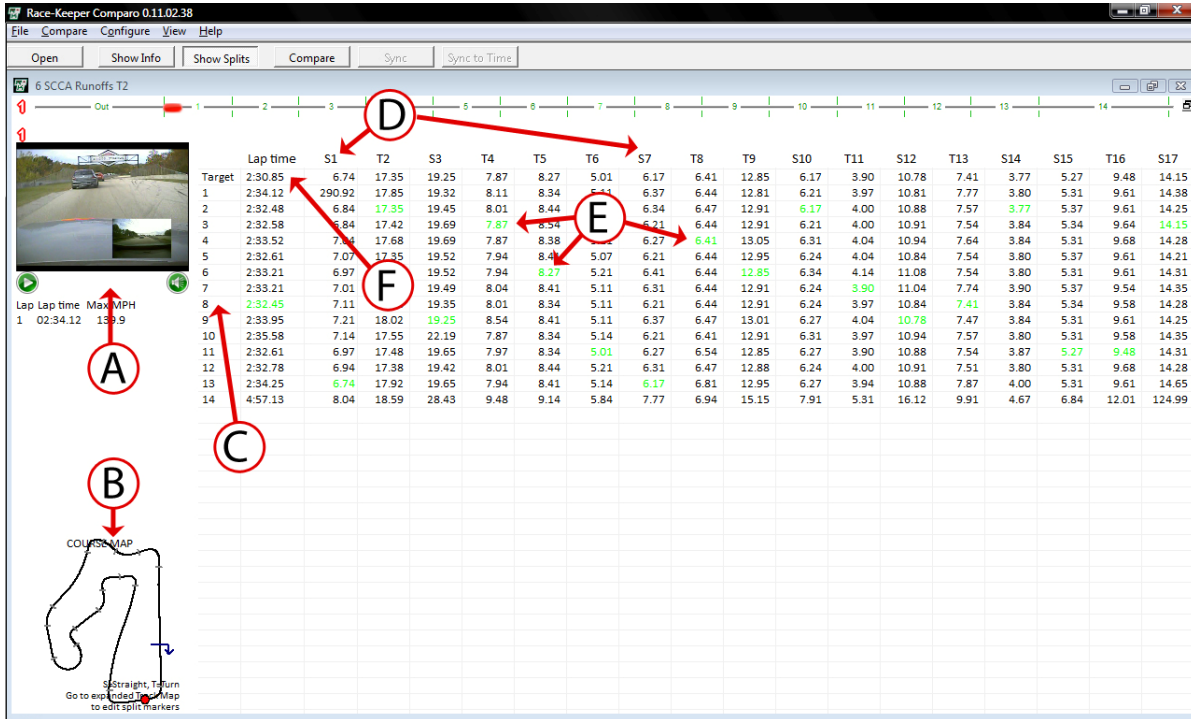 Race-Keeper Comparo 0.11.02.38
File Compare Configure View Help
Open Show Info Show Splits Compare Sync Sync to Time
6 SCCA Runoffs T2
Out 1 2 3 5 6 7 8 9 10 11 12 13 14
D
Lap time S1 T2 S3 T4 T5 T6 S7 T8 T9 S10 T11 S12 T13 S14 S15 T16 S17
Target 2:30.85 6.74 17.35 19.25 7.87 8.27 5.01 6.17 6.41 12.85 6.17 3.90 10.78 7.41 3.77 5.27 9.48 14.15
1 2:34.12 290.92 17.85 19.32 8.11 8.34 5.11 6.37 6.44 12.81 6.21 3.97 10.81 7.77 3.80 5.31 9.61 14.38
2 2:32.48 6.84 17.35 19.45 8.01 8.44 6.34 6.47 12.91 6.17 4.00 10.88 7.57 3.77 5.37 9.61 14.25
3 2:32.58 6.84 17.42 19.69 7.87 8.54 6.21 6.44 12.91 6.21 4.00 10.91 7.54 3.84 5.34 9.64 14.15
4 2:33.52 7.04 17.68 19.69 7.87 8.38 6.27 6.41 13.05 6.31 4.04 10.94 7.64 3.84 5.31 9.68 14.28
5 2:32.61 7.07 17.35 19.52 7.94 5.07 6.21 6.44 12.95 6.24 4.04 10.84 7.54 3.80 5.37 9.61 14.21
6 2:33.21 6.97 19.52 7.94 8.27 5.21 6.41 6.44 12.85 6.34 4.14 11.08 7.54 3.80 5.31 9.61 14.31
7 2:33.21 7.01 19.49 8.04 8.41 5.11 6.31 6.44 12.91 6.24 3.90 11.04 7.74 3.90 5.37 9.54 14.35
8 2:32.45 7.11 19.35 8.01 8.34 5.11 6.21 6.44 12.91 6.24 3.97 10.84 7.41 3.84 5.34 9.58 14.28
9 2:33.95 7.21 18.02 19.25 8.54 8.41 5.11 6.37 6.47 13.01 6.27 4.04 10.78 7.47 3.84 5.31 9.61 14.25
10 2:35.58 7.14 17.55 22.19 7.87 8.34 5.14 6.21 6.41 12.91 6.31 3.97 10.94 7.57 3.80 5.31 9.58 14.35
11 2:32.61 6.97 17.48 19.65 7.97 8.34 5.01 6.27 6.54 12.85 6.27 3.90 10.88 7.54 3.87 5.27 9.48 14.31
12 2:32.78 6.94 17.38 19.42 8.01 8.44 5.21 6.31 6.47 12.88 6.24 4.00 10.91 7.51 3.80 5.31 9.68 14.28
13 2:34.25 6.74 17.92 19.65 7.94 8.41 5.14 6.17 6.81 12.95 6.27 3.94 10.88 7.87 4.00 5.31 9.61 14.65
14 4:57.13 8.04 18.59 28.43 9.48 9.14 5.84 7.77 6.94 15.15 7.91 5.31 16.12 9.91 4.67 6.84 12.01 124.99
E
F
Lap Lap time Max MPH
1 02:34.12 139.9
A
C
B
COURSE MAP
S=Straight, T=Turn
Go to expanded Track Map
to edit split markers